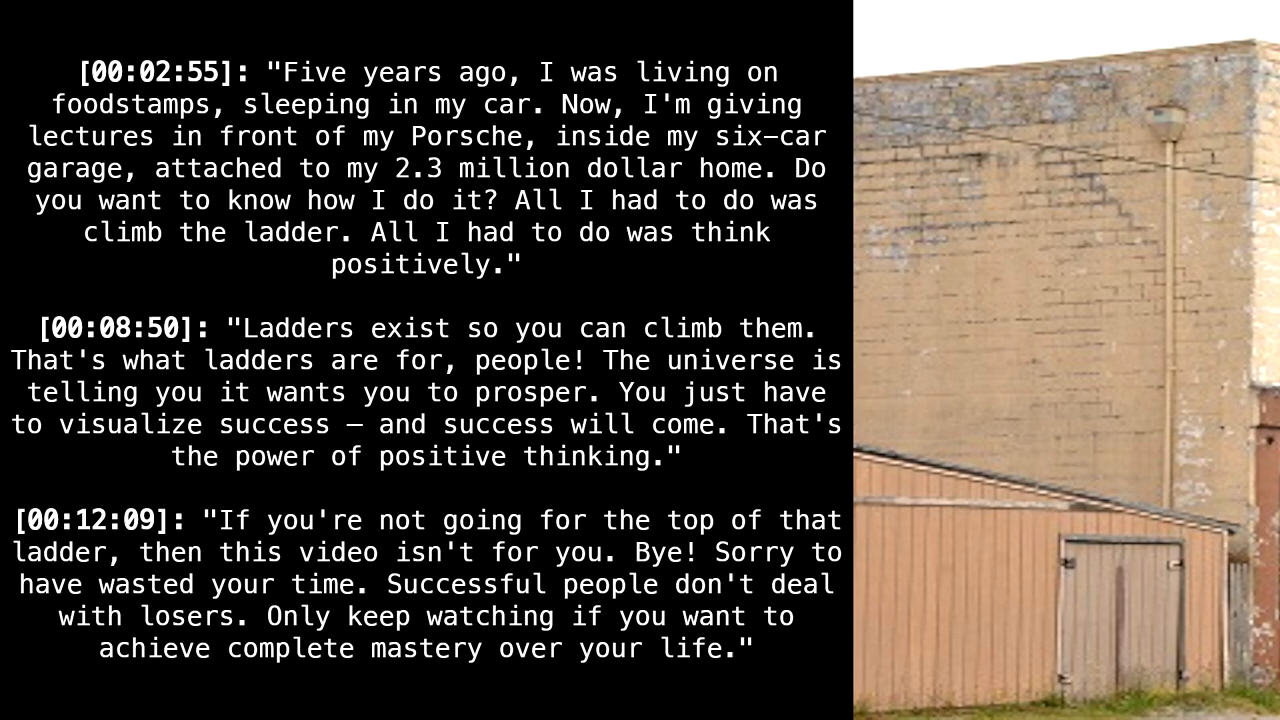 [00:02:55]: "Five years ago, I was living on
foodstamps, sleeping in my car. Now, I'm giving
lectures in front of my Porsche, inside my six-car
garage, attached to my 2.3 million dollar home. Do
you want to know how I do it? All I had to do was
climb the ladder. All I had to do was think
positively."
[00:08:50]: "Ladders exist so you can climb them.
That's what ladders are for, people! The universe is
telling you it wants you to prosper. You just have
to visualize success – and success will come. That's
the power of positive thinking."
[00:12:09]: "If you're not going for the top of that
ladder, then this video isn't for you. Bye! Sorry to
have wasted your time. Successful people don't deal
with losers. Only keep watching if you want to
achieve complete mastery over your life."